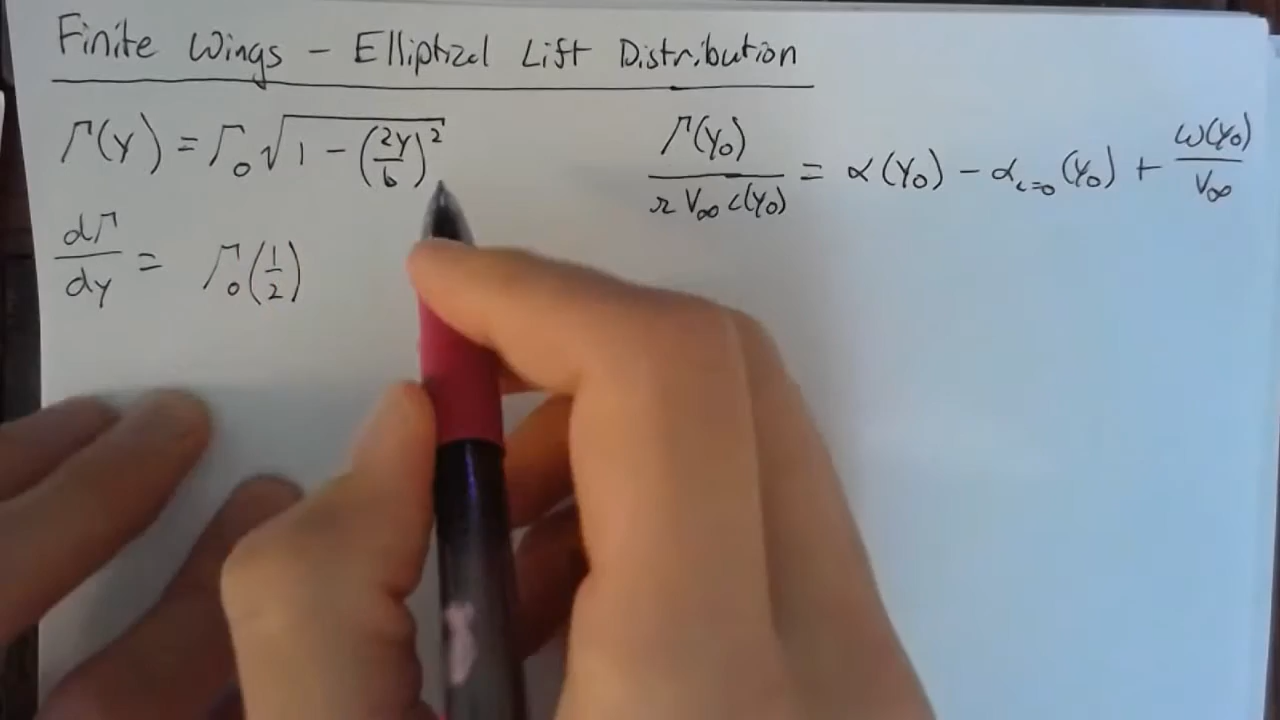 Finite Wings - Elliptical Lift Distribution
Γ(y) = Γ₀ √(1 - (2y/b)²)
Γ(y₀) / π V∞ c(y₀) = α(y₀) - α_L=0 (y₀) + ω(y₀) / V∞
dΓ/dy = Γ₀ (1/2)